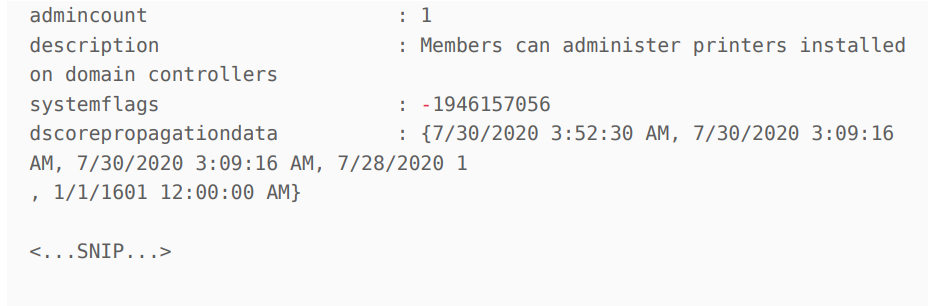 admincount : 1
description : Members can administer printers installed
on domain controllers
systemflags : -1946157056
dscorepropagationdata : {7/30/2020 3:52:30 AM, 7/30/2020 3:09:16
AM, 7/30/2020 3:09:16 AM, 7/28/2020 1
, 1/1/1601 12:00:00 AM}
<...SNIP...>